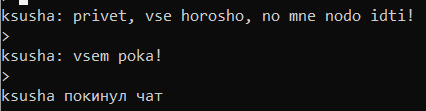 ksusha: privet, vse horosho, no mne nodo idti!
>
ksusha: vsem poka!
>
ksusha покинул чат